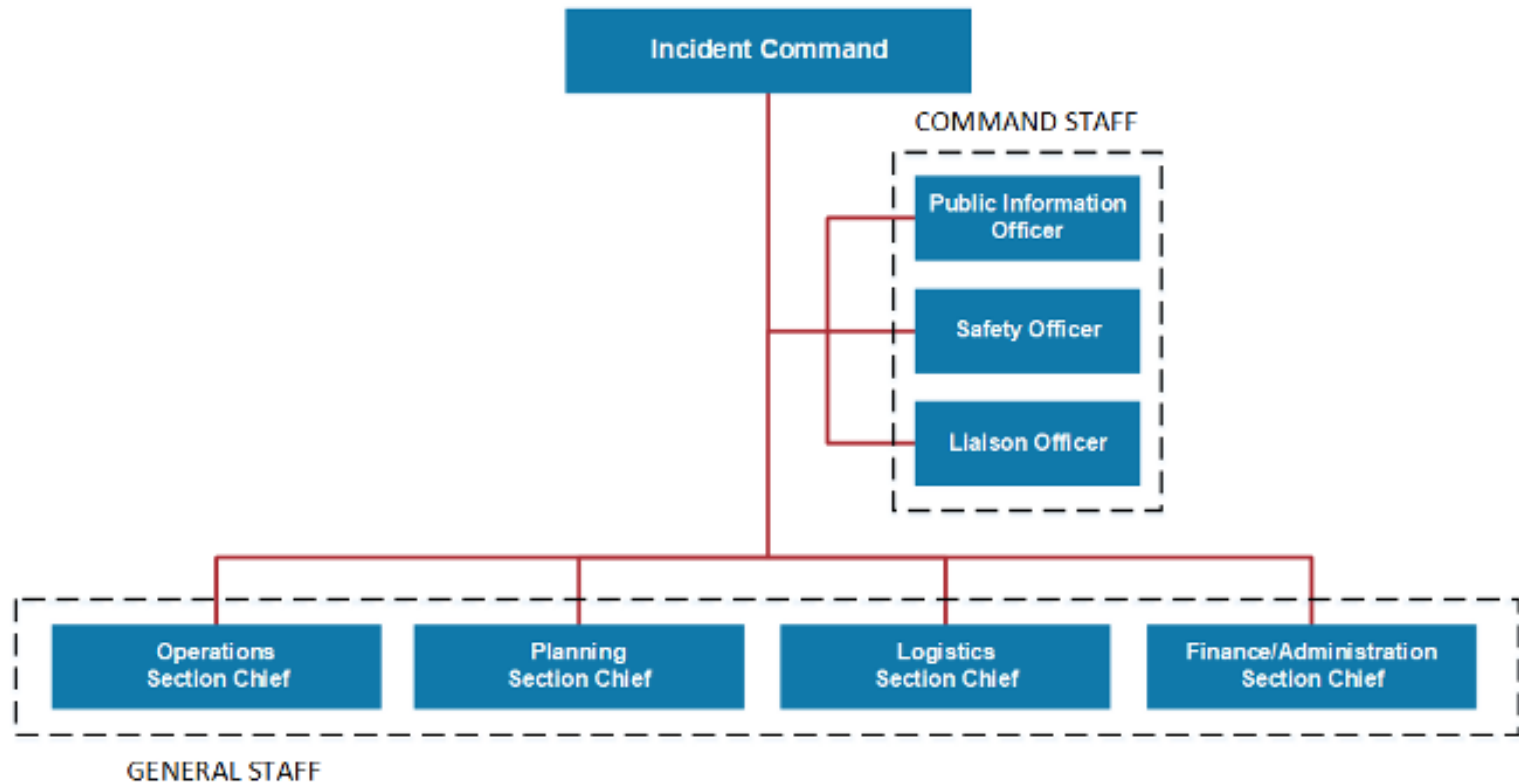 Incident Command
COMMAND STAFF
Public Information
Officer
Safety Officer
Liaison Officer
Operations
Section Chief
Planning
Section Chief
Logistics
Section Chief
Finance/Administration
Section Chief
GENERAL STAFF